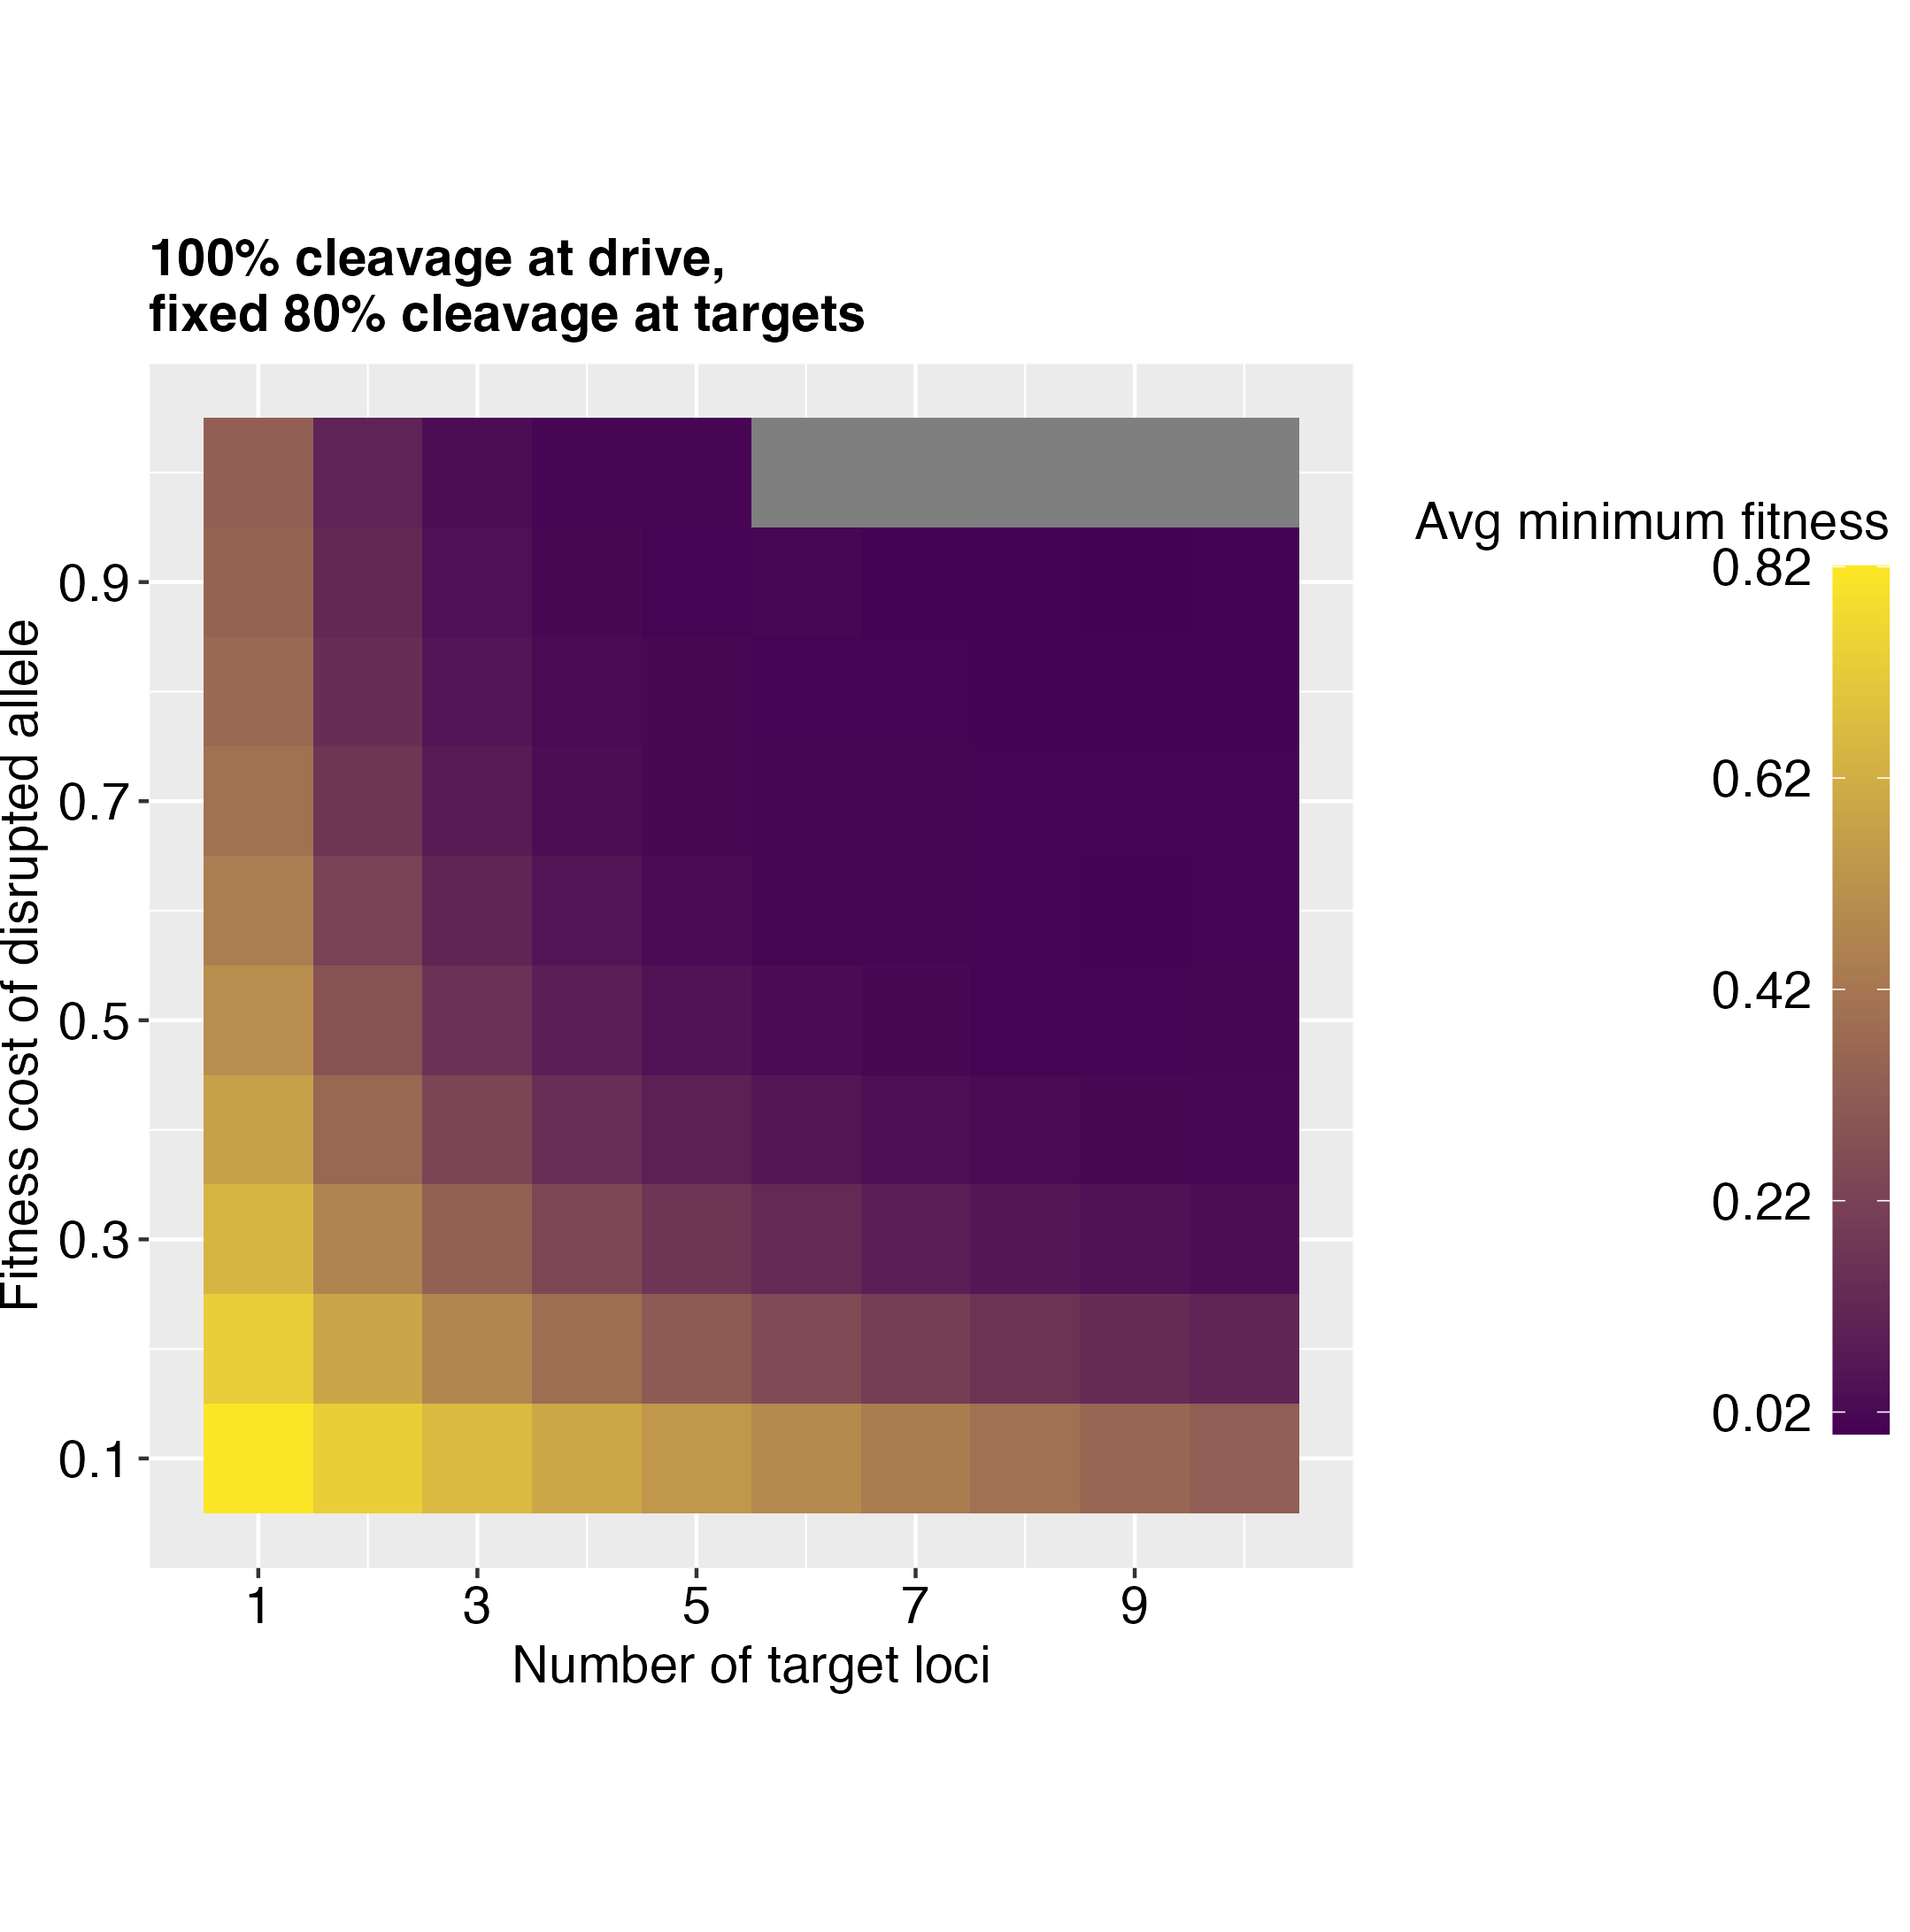 100% cleavage at drive,
fixed 80% cleavage at targets
Fitness cost of disrupted allele
0.9
0.7
0.5
0.3
0.1
1 3 5 7 9
Number of target loci
Avg minimum fitness
0.82
0.62
0.42
0.22
0.02